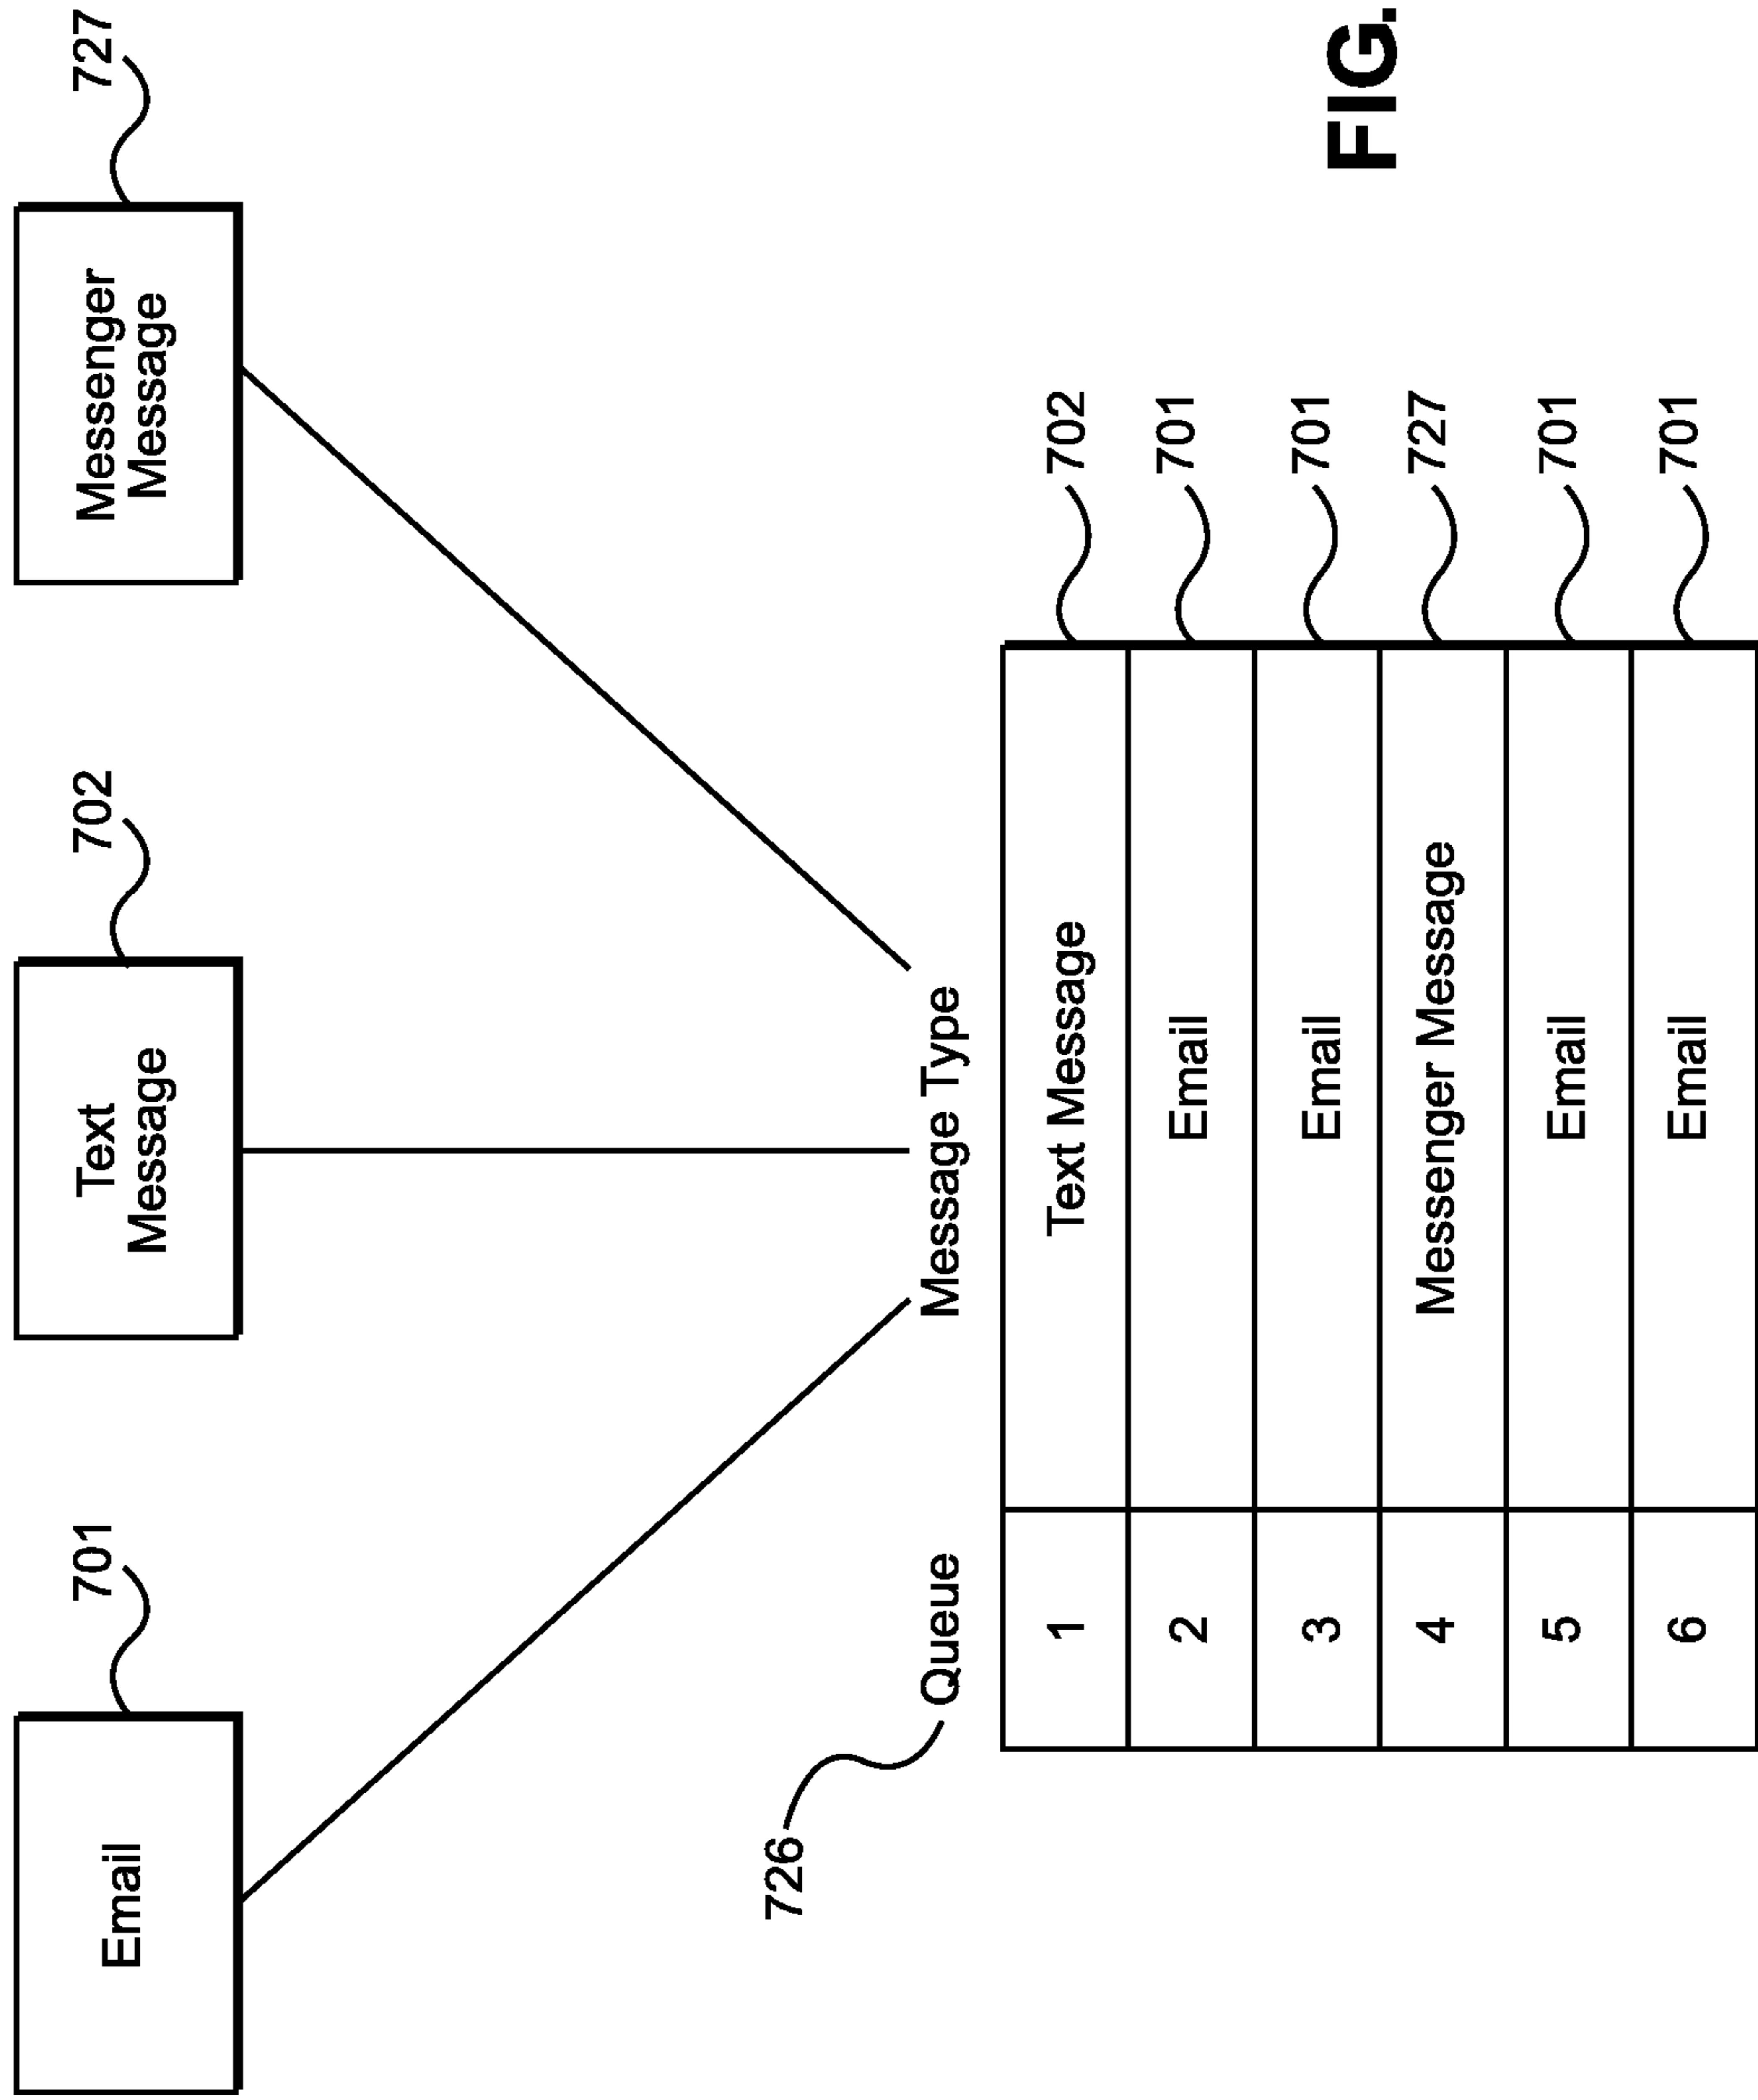 701
702
727
Email
Text
Message
Messenger
Message
726
Queue
Message Type
1
Text Message
702
2
Email
701
3
Email
701
4
Messenger Message
727
5
Email
701
6
Email
701
FIG.